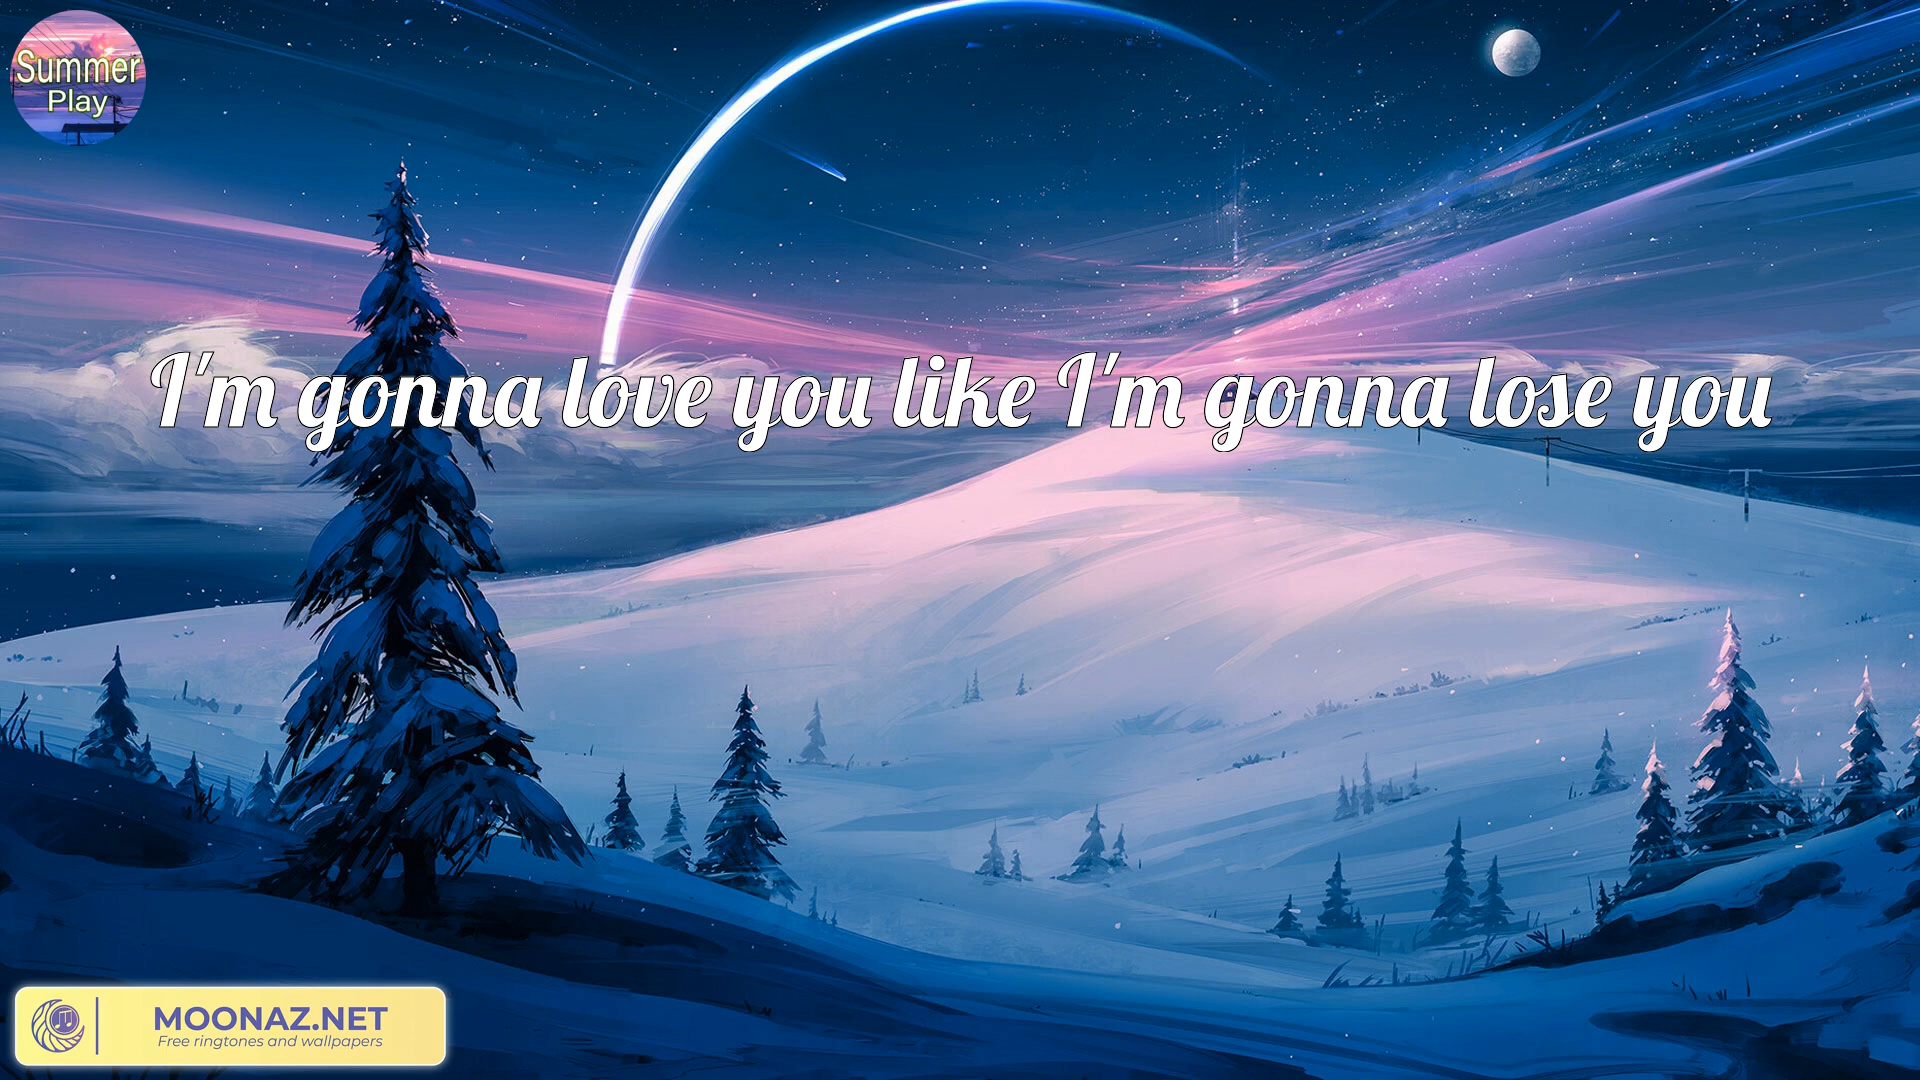 Summer
Play
I'm gonna love you like I'm gonna lose you
MOONAZ.NET
Free ringtones and wallpapers